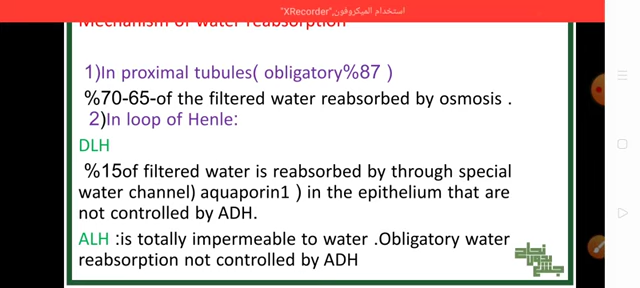 استخدام الميكروفون,"XRecorder"
Mechanism of water reabsorption
1)In proximal tubules( obligatory%87 )
%70-65-of the filtered water reabsorbed by osmosis .
2)In loop of Henle:
DLH
%15of filtered water is reabsorbed by through special
water channel) aquaporin1 ) in the epithelium that are
not controlled by ADH.
ALH :is totally impermeable to water .Obligatory water
reabsorption not controlled by ADH
نجاح
بدون
جشع